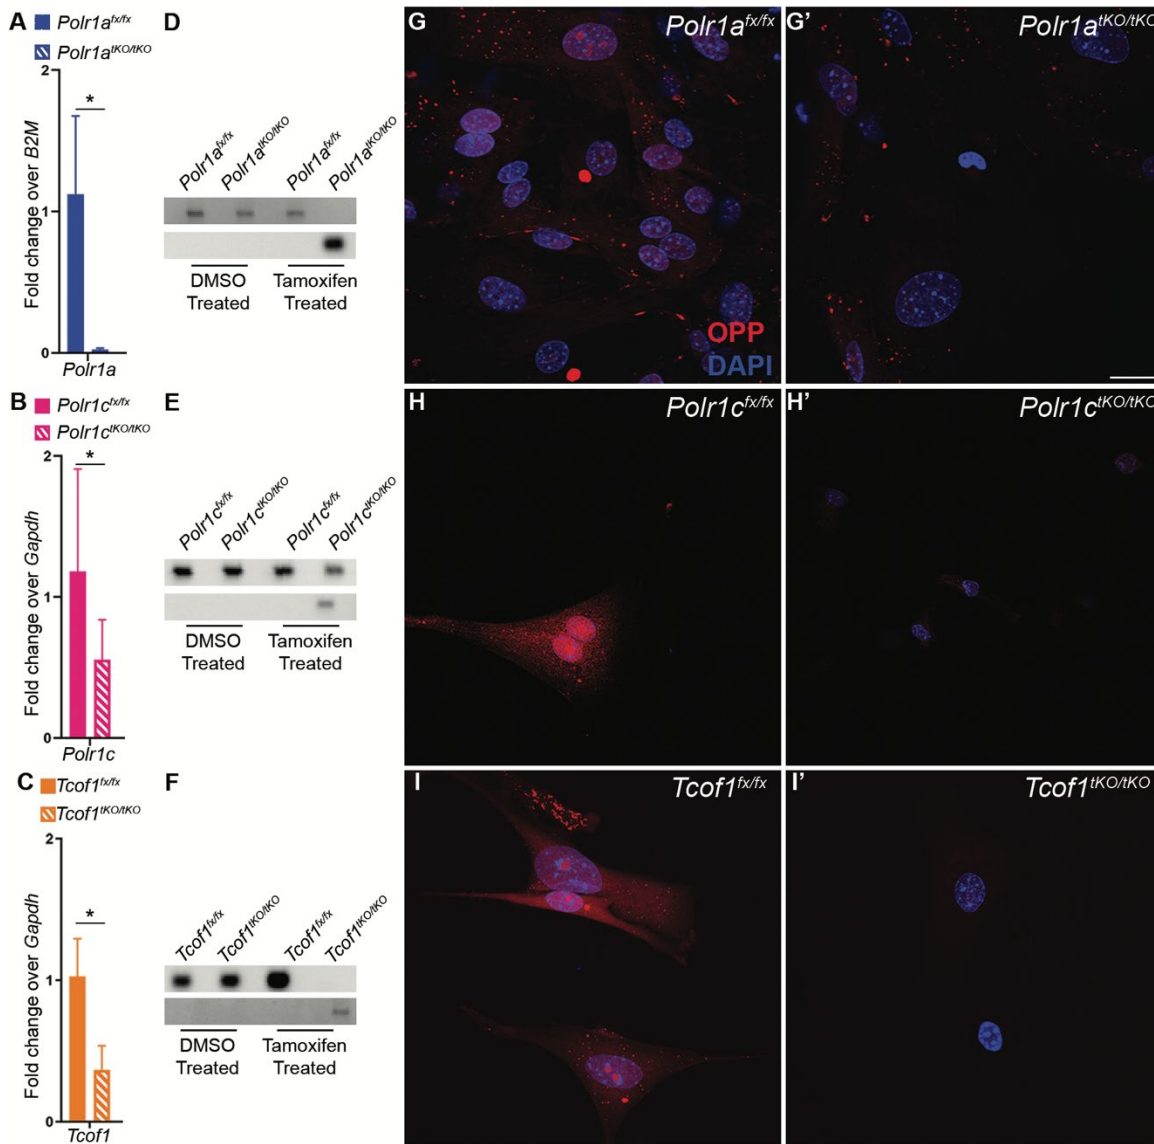 A
Polr1a^fx/fx
Polr1a^tKO/tKO
2
*
1
0
Fold change over B2M
Polr1a
B
Polr1c^fx/fx
Polr1c^tKO/tKO
2
*
1
0
Fold change over Gapdh
Polr1c
C
Tcof1^fx/fx
Tcof1^tKO/tKO
2
*
1
0
Fold change over Gapdh
Tcof1
D
Polr1a^fx/fx
Polr1a^tKO/tKO
Polr1a^fx/fx
Polr1a^tKO/tKO
DMSO
Treated
Tamoxifen
Treated
E
Polr1c^fx/fx
Polr1c^tKO/tKO
Polr1c^fx/fx
Polr1c^tKO/tKO
DMSO
Treated
Tamoxifen
Treated
F
Tcof1^fx/fx
Tcof1^tKO/tKO
Tcof1^fx/fx
Tcof1^tKO/tKO
DMSO
Treated
Tamoxifen
Treated
G
Polr1a^fx/fx
OPP
DAPI
G'
Polr1a^tKO/tKO
H
Polr1c^fx/fx
H'
Polr1c^tKO/tKO
I
Tcof1^fx/fx
I'
Tcof1^tKO/tKO